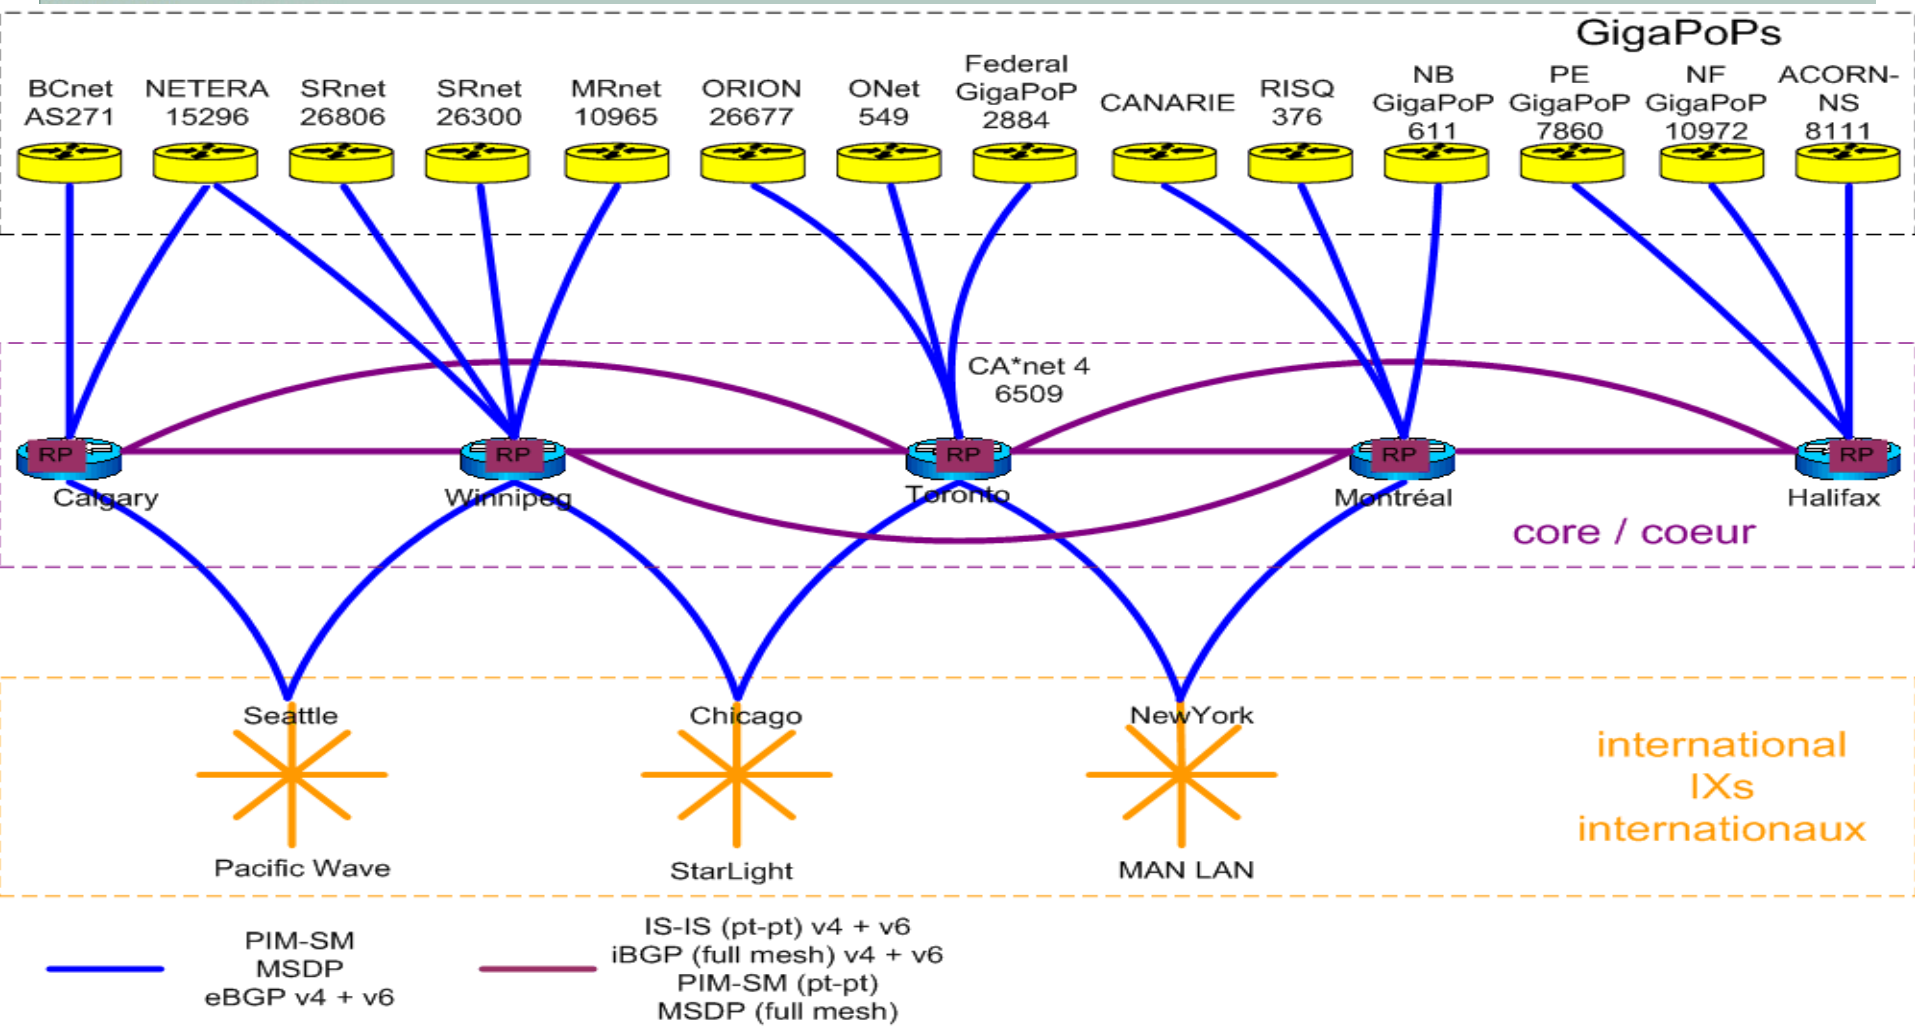 GigaPoPs
BCnet
AS271
NETERA
15296
SRnet
26806
SRnet
26300
MRnet
10965
ORION
26677
ONet
549
Federal
GigaPoP
2884
CANARIE
RISQ
376
NB
GigaPoP
611
PE
GigaPoP
7860
NF
GigaPoP
10972
ACORN-
NS
8111
CA*net 4
6509
RP
RP
RP
RP
RP
Calgary
Winnipeg
Toronto
Montréal
Halifax
core / coeur
Seattle
Chicago
NewYork
international
IXs
internationaux
Pacific Wave
StarLight
MAN LAN
PIM-SM
MSDP
eBGP v4 + v6
IS-IS (pt-pt) v4 + v6
iBGP (full mesh) v4 + v6
PIM-SM (pt-pt)
MSDP (full mesh)